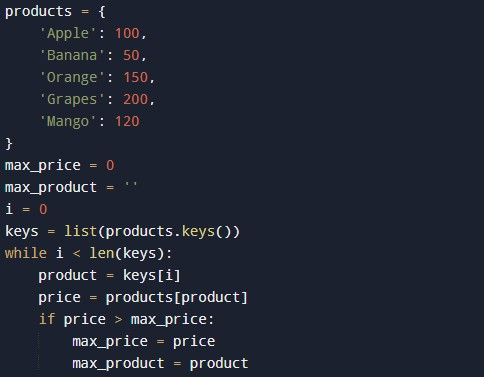 products = {
    'Apple': 100,
    'Banana': 50,
    'Orange': 150,
    'Grapes': 200,
    'Mango': 120
}
max_price = 0
max_product = ''
i = 0
keys = list(products.keys())
while i < len(keys):
    product = keys[i]
    price = products[product]
    if price > max_price:
        max_price = price
        max_product = product